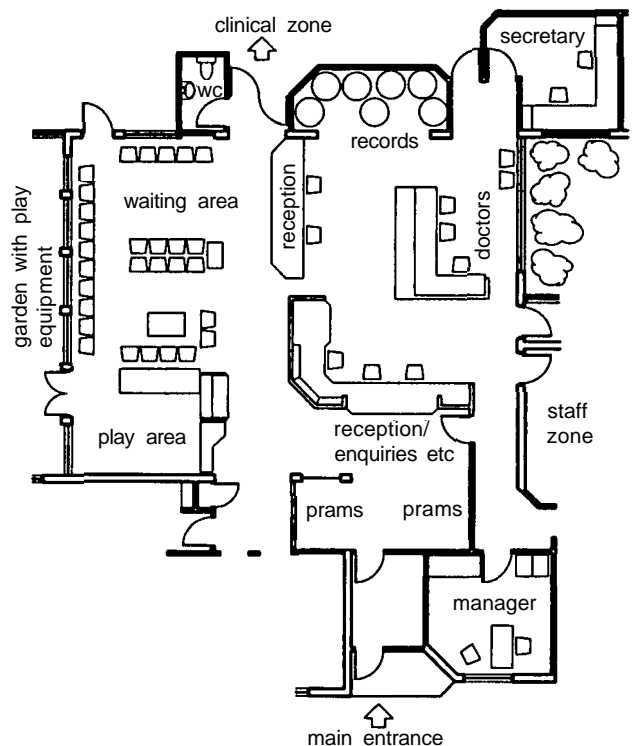 clinical zone
secretary
wc
records
waiting area
reception
doctors
garden with play
equipment
staff
zone
play area
reception/
enquiries etc
prams
prams
manager
main entrance